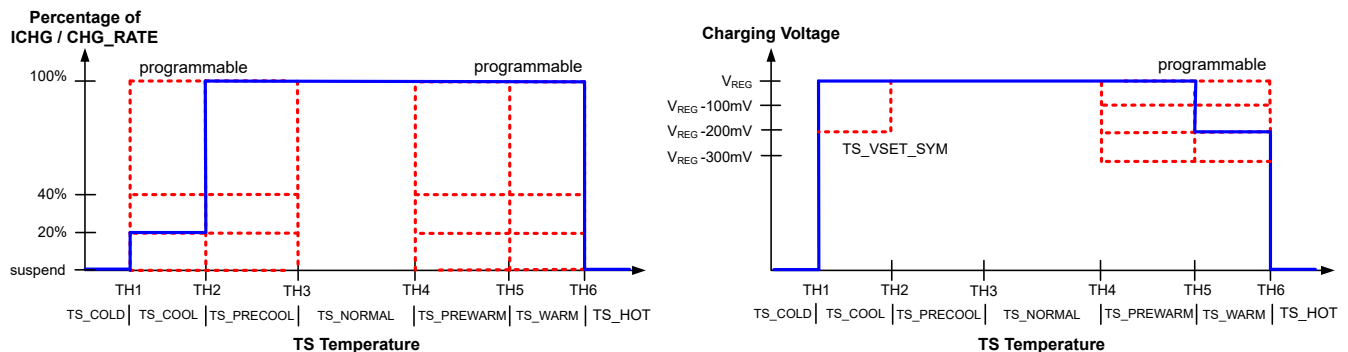 Percentage of
ICHG / CHG_RATE
programmable
programmable
100%
40%
20%
suspend
TH1 TH2 TH3 TH4 TH5 TH6
TS_COLD TS_COOL TS_PRECOOL TS_NORMAL TS_PREWARM TS_WARM TS_HOT
TS Temperature
Charging Voltage
programmable
VREG
VREG -100mV
VREG -200mV
TS_VSET_SYM
VREG -300mV
TH1 TH2 TH3 TH4 TH5 TH6
TS_COLD TS_COOL TS_PRECOOL TS_NORMAL TS_PREWARM TS_WARM TS_HOT
TS Temperature